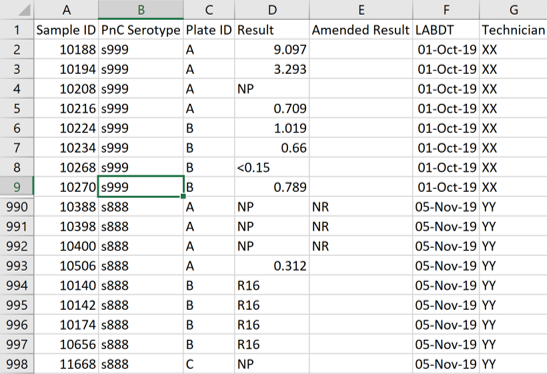 A B C D E F G
1 Sample ID PnC Serotype Plate ID Result Amended Result LABDT Technician
2 10188 s999 A 9.097 01-Oct-19 XX
3 10194 s999 A 3.293 01-Oct-19 XX
4 10208 s999 A NP 01-Oct-19 XX
5 10216 s999 A 0.709 01-Oct-19 XX
6 10224 s999 B 1.019 01-Oct-19 XX
7 10234 s999 B 0.66 01-Oct-19 XX
8 10268 s999 B <0.15 01-Oct-19 XX
9 10270 s999 B 0.789 01-Oct-19 XX
990 10388 s888 A NP NR 05-Nov-19 YY
991 10398 s888 A NP NR 05-Nov-19 YY
992 10400 s888 A NP NR 05-Nov-19 YY
993 10506 s888 A 0.312 05-Nov-19 YY
994 10140 s888 B R16 05-Nov-19 YY
995 10142 s888 B R16 05-Nov-19 YY
996 10174 s888 B R16 05-Nov-19 YY
997 10656 s888 B R16 05-Nov-19 YY
998 11668 s888 C NP 05-Nov-19 YY